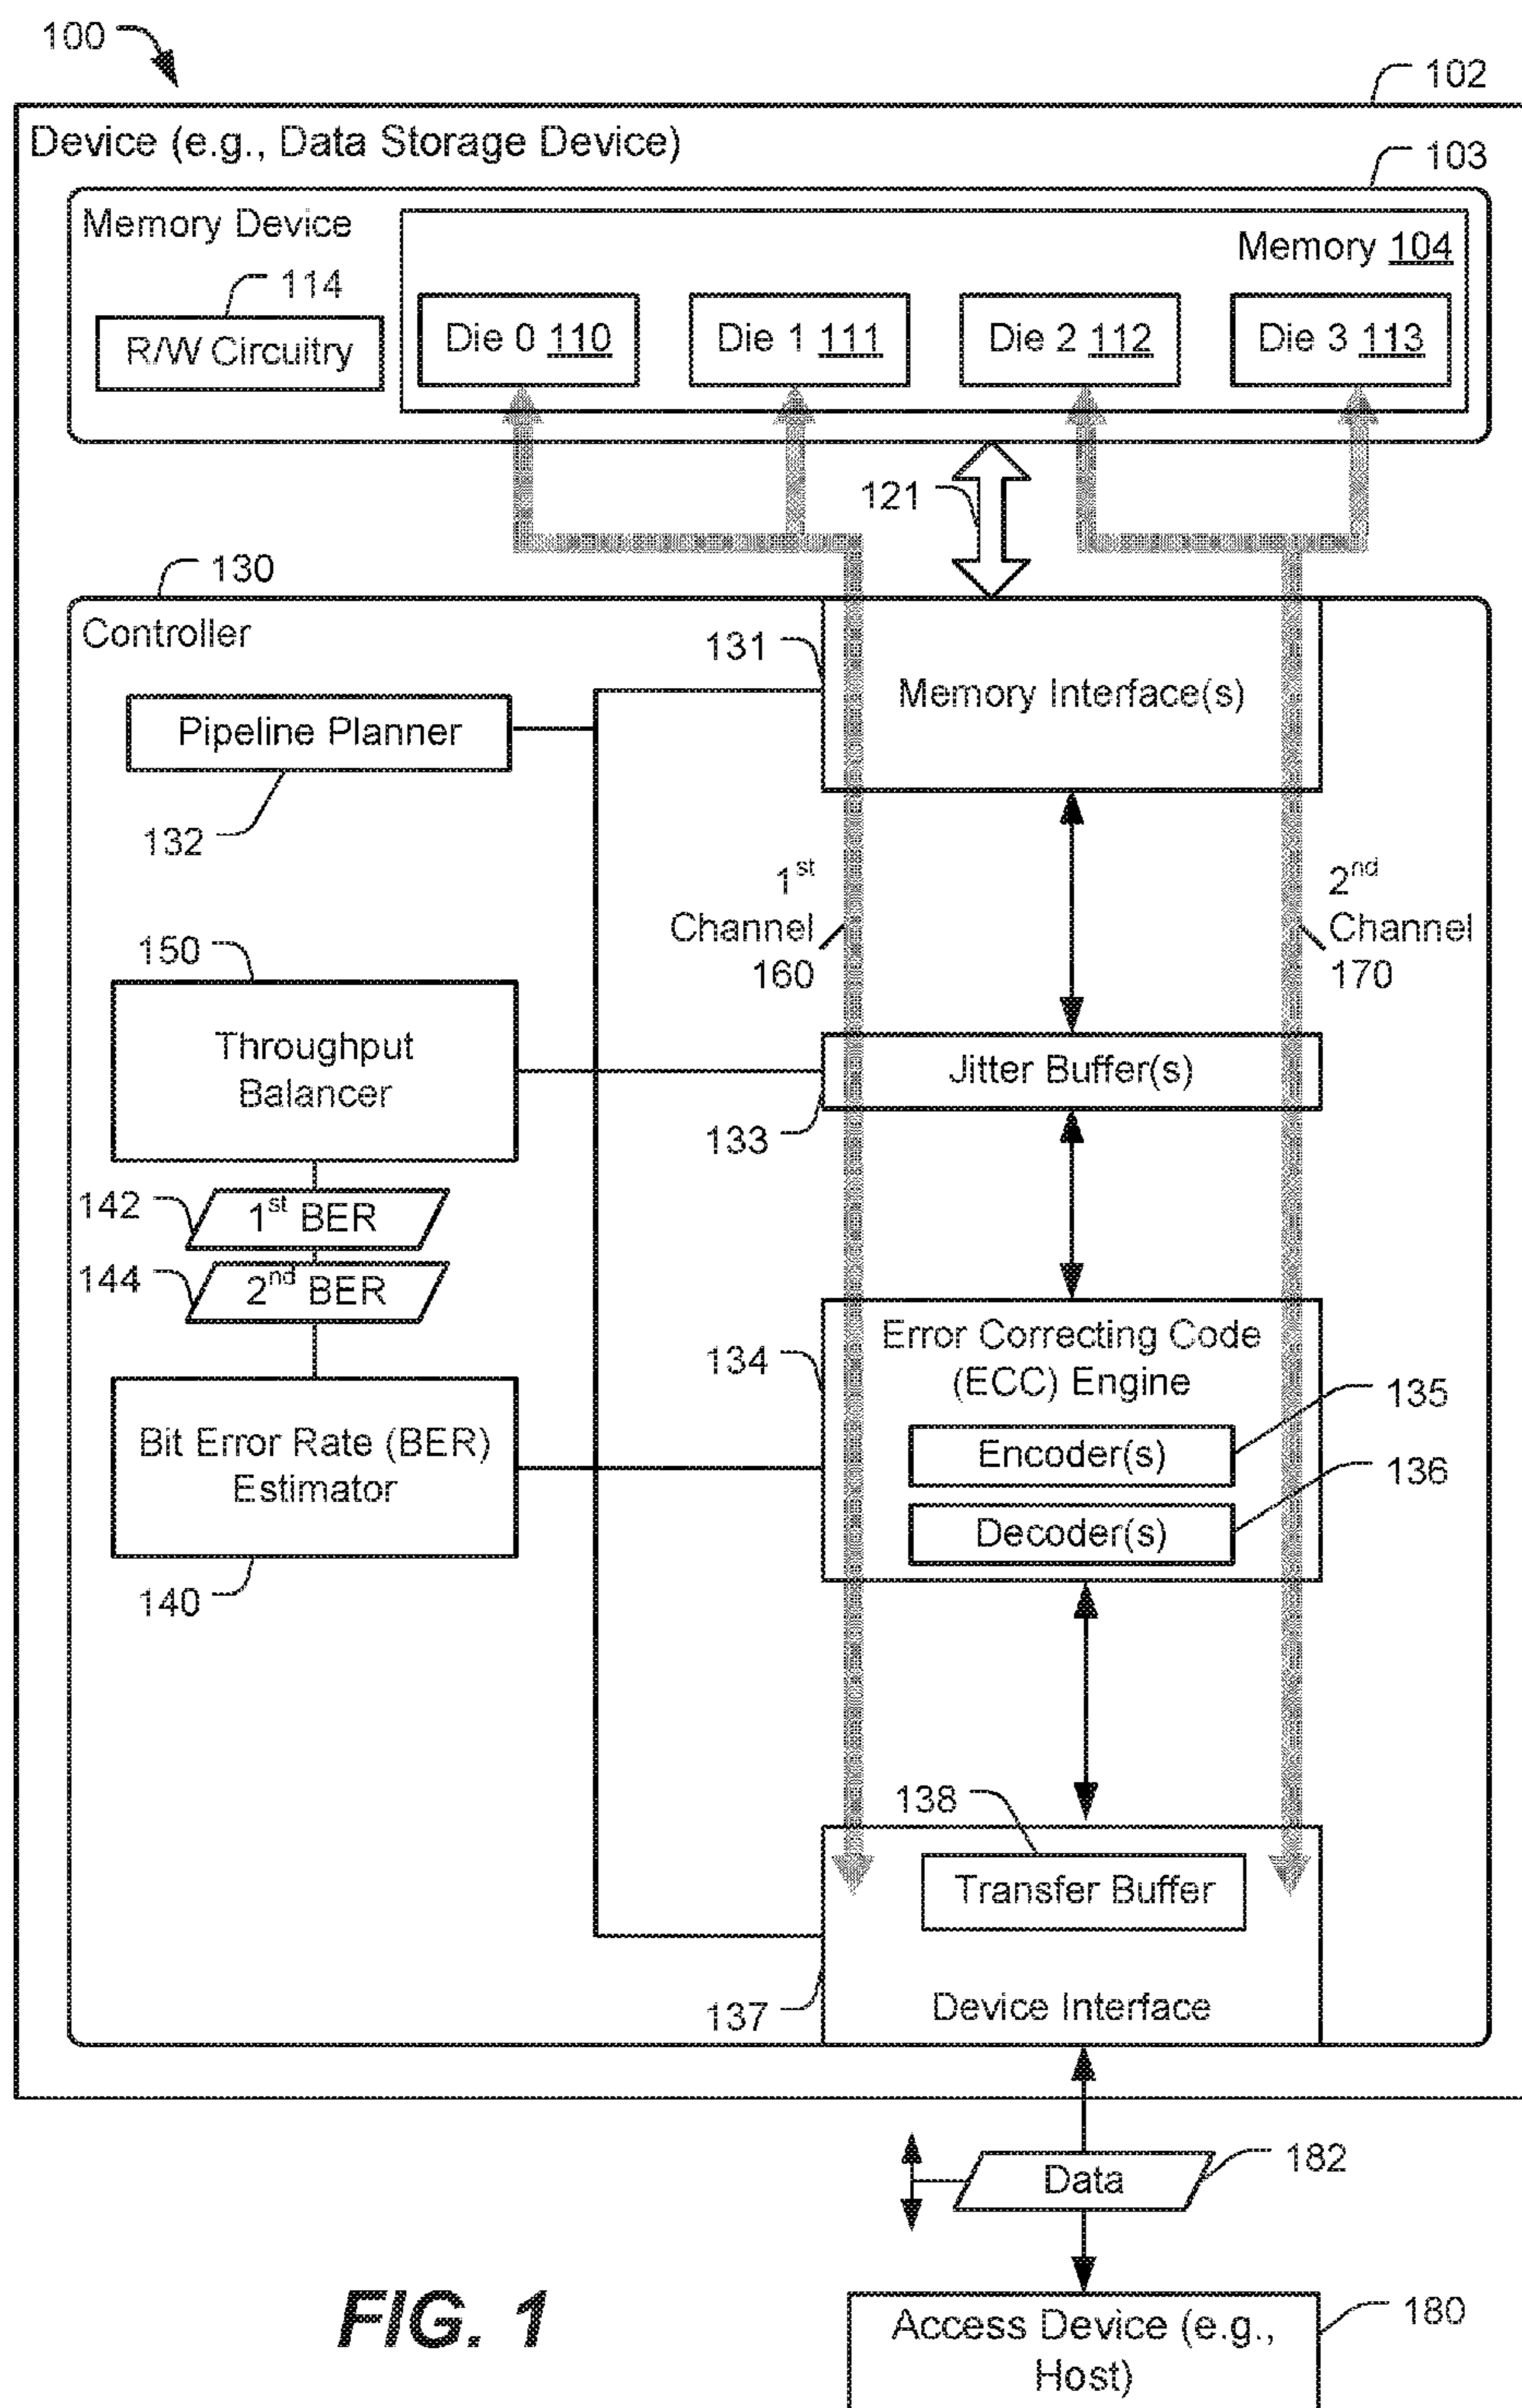 100
102
Device (e.g., Data Storage Device)
103
Memory Device
Memory 104
114
R/W Circuitry
Die 0 110
Die 1 111
Die 2 112
Die 3 113
121
130
Controller
131
Memory Interface(s)
Pipeline Planner
132
1st
Channel
160
2nd
Channel
170
150
Throughput
Balancer
Jitter Buffer(s)
133
142
1st BER
144
2nd BER
134
Error Correcting Code
(ECC) Engine
135
Encoder(s)
136
Decoder(s)
Bit Error Rate (BER)
Estimator
140
138
Transfer Buffer
137
Device Interface
Data
182
FIG. 1
Access Device (e.g.,
Host)
180